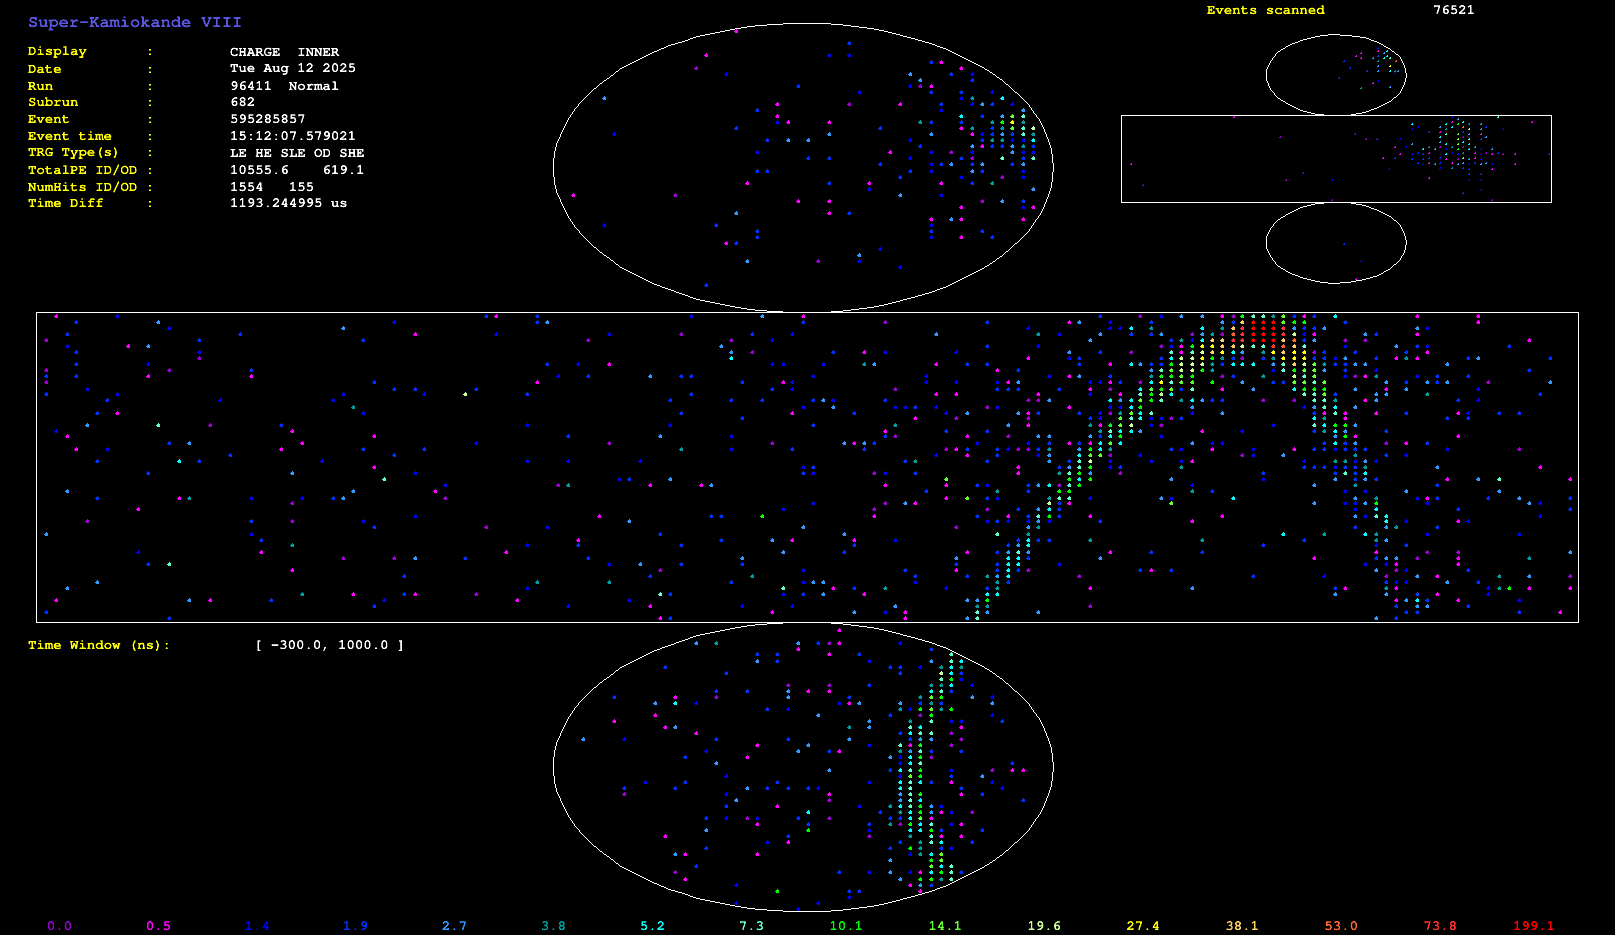 Super-Kamiokande VIII
Events scanned 76521
Display : CHARGE INNER
Date : Tue Aug 12 2025
Run : 96411 Normal
Subrun : 682
Event : 595285857
Event time : 15:12:07.579021
TRG Type(s) : LE HE SLE OD SHE
TotalPE ID/OD : 10555.6 619.1
NumHits ID/OD : 1554 155
Time Diff : 1193.244995 us
Time Window (ns): [ -300.0, 1000.0 ]
0.0 0.5 1.4 1.9 2.7 3.8 5.2 7.3 10.1 14.1 19.6 27.4 38.1 53.0 73.8 199.1